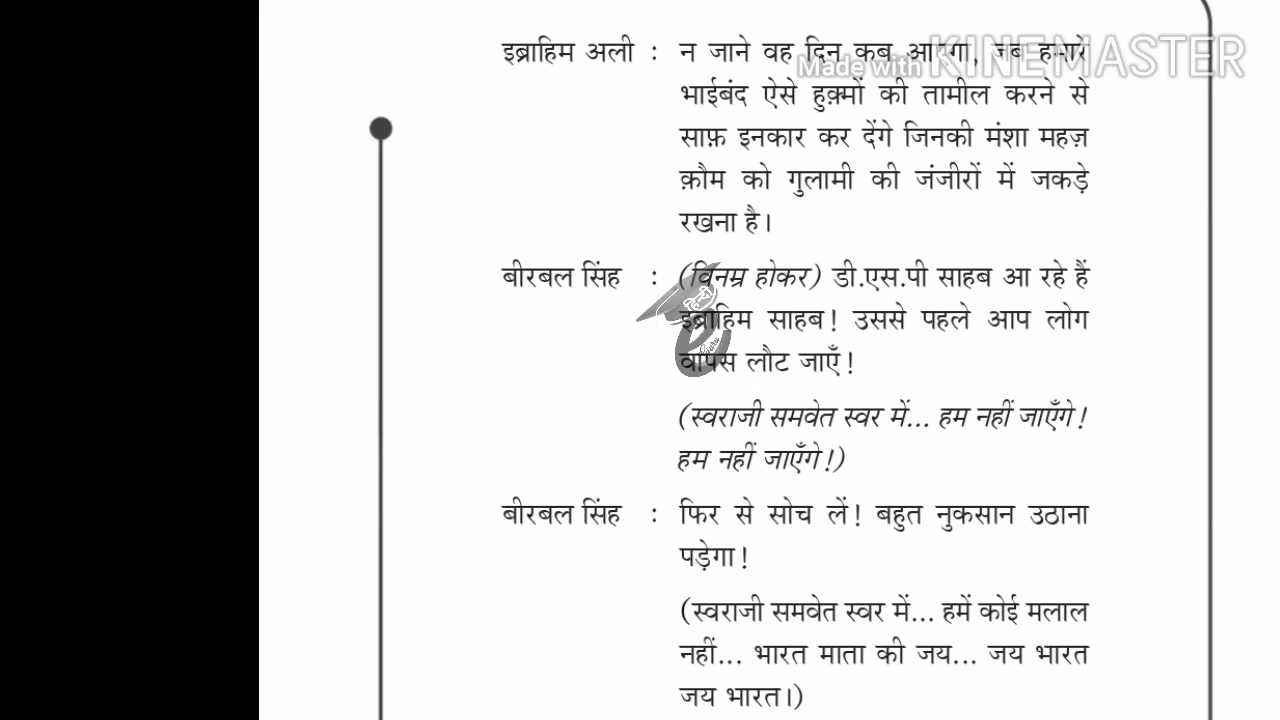 इब्राहिम अली : न जाने वह दिन कब आएगा, जब हमारे
Made with KINEMASTER
भाईबंद ऐसे हुक़्मों की तामील करने से
साफ़ इनकार कर देंगे जिनकी मंशा महज़
क़ौम को गुलामी की जंजीरों में जकड़े
रखना है।
बीरबल सिंह : (विनम्र होकर) डी.एस.पी साहब आ रहे हैं
हिन्दी
इब्राहिम साहब! उससे पहले आप लोग
वापस लौट जाएँ!
(स्वराजी समवेत स्वर में... हम नहीं जाएँगे!
हम नहीं जाएँगे!)
बीरबल सिंह : फिर से सोच लें! बहुत नुकसान उठाना
पड़ेगा!
(स्वराजी समवेत स्वर में... हमें कोई मलाल
नहीं... भारत माता की जय... जय भारत
जय भारत।)